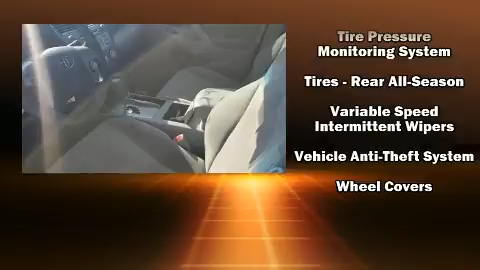 Tire Pressure
Monitoring System
Tires - Rear All-Season
Variable Speed
Intermittent Wipers
Vehicle Anti-Theft System
Wheel Covers